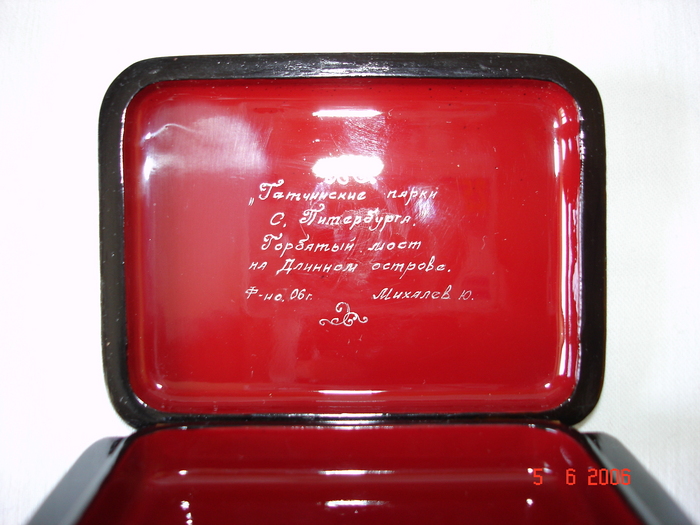 „Гатчинские парки
С. Питербурга.
Горбатый мост
на Длинном острове.
Ф-но. 06г. Михалев Ю.
5 6 2006